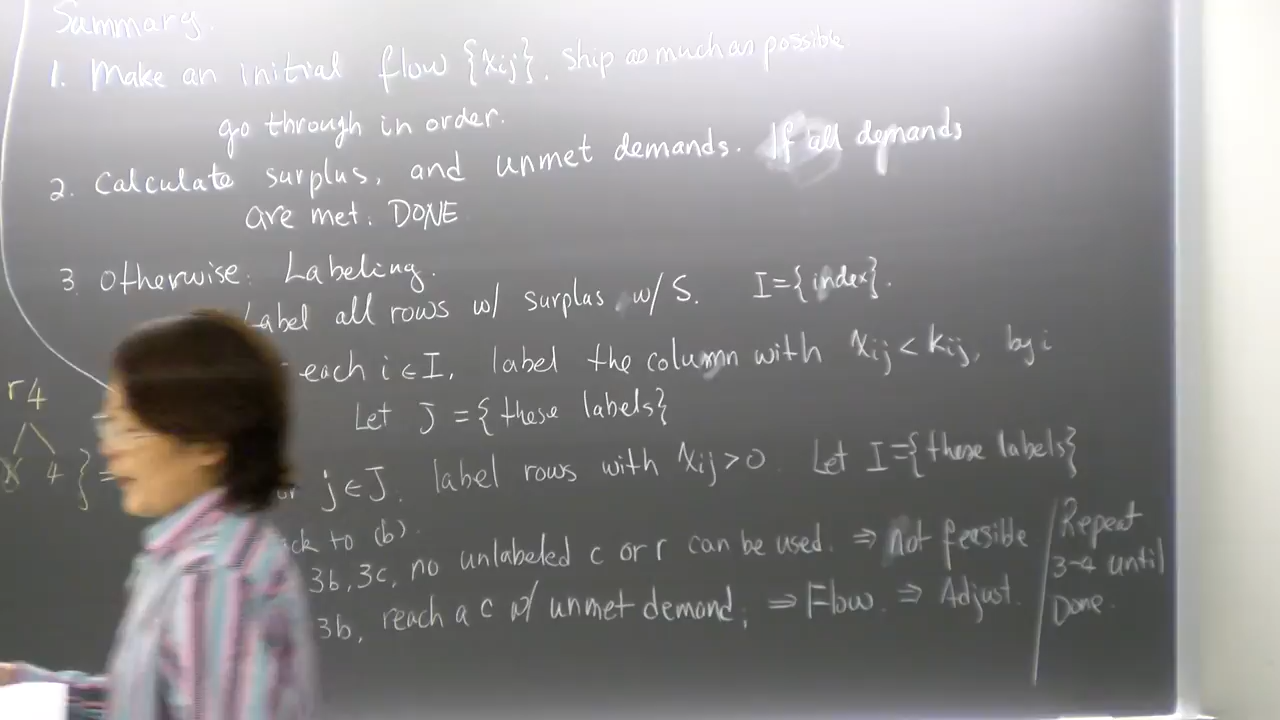 Summary.
1. Make an initial flow {xij}. Ship as much as possible
go through in order.
2. Calculate surplus, and unmet demands. If all demands
are met. DONE
3. Otherwise: Labeling.
Label all rows w/ surplus w/ S. I={index}.
each i∈I, label the column with xij < kij, by i
Let J = {these labels}
j∈J. label rows with xij>0. Let I={these labels}
to (b).
3b, 3c, no unlabeled c or r can be used. ⇒ not feasible
3b, reach a c w/ unmet demand; ⇒ Flow. ⇒ Adjust.
Repeat
3-4 until
Done.
r4
4 } =